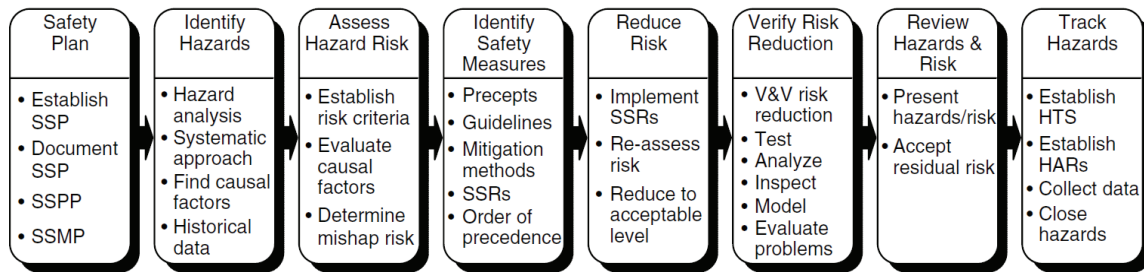 Safety
Plan
• Establish
SSP
• Document
SSP
• SSPP
• SSMP
Identify
Hazards
• Hazard
analysis
• Systematic
approach
• Find causal
factors
• Historical
data
Assess
Hazard Risk
• Establish
risk criteria
• Evaluate
causal
factors
• Determine
mishap risk
Identify
Safety
Measures
• Precepts
• Guidelines
• Mitigation
methods
• SSRs
• Order of
precedence
Reduce
Risk
• Implement
SSRs
• Re-assess
risk
• Reduce to
acceptable
level
Verify Risk
Reduction
• V&V risk
reduction
• Test
• Analyze
• Inspect
• Model
• Evaluate
problems
Review
Hazards &
Risk
• Present
hazards/risk
• Accept
residual risk
Track
Hazards
• Establish
HTS
• Establish
HARs
• Collect data
• Close
hazards